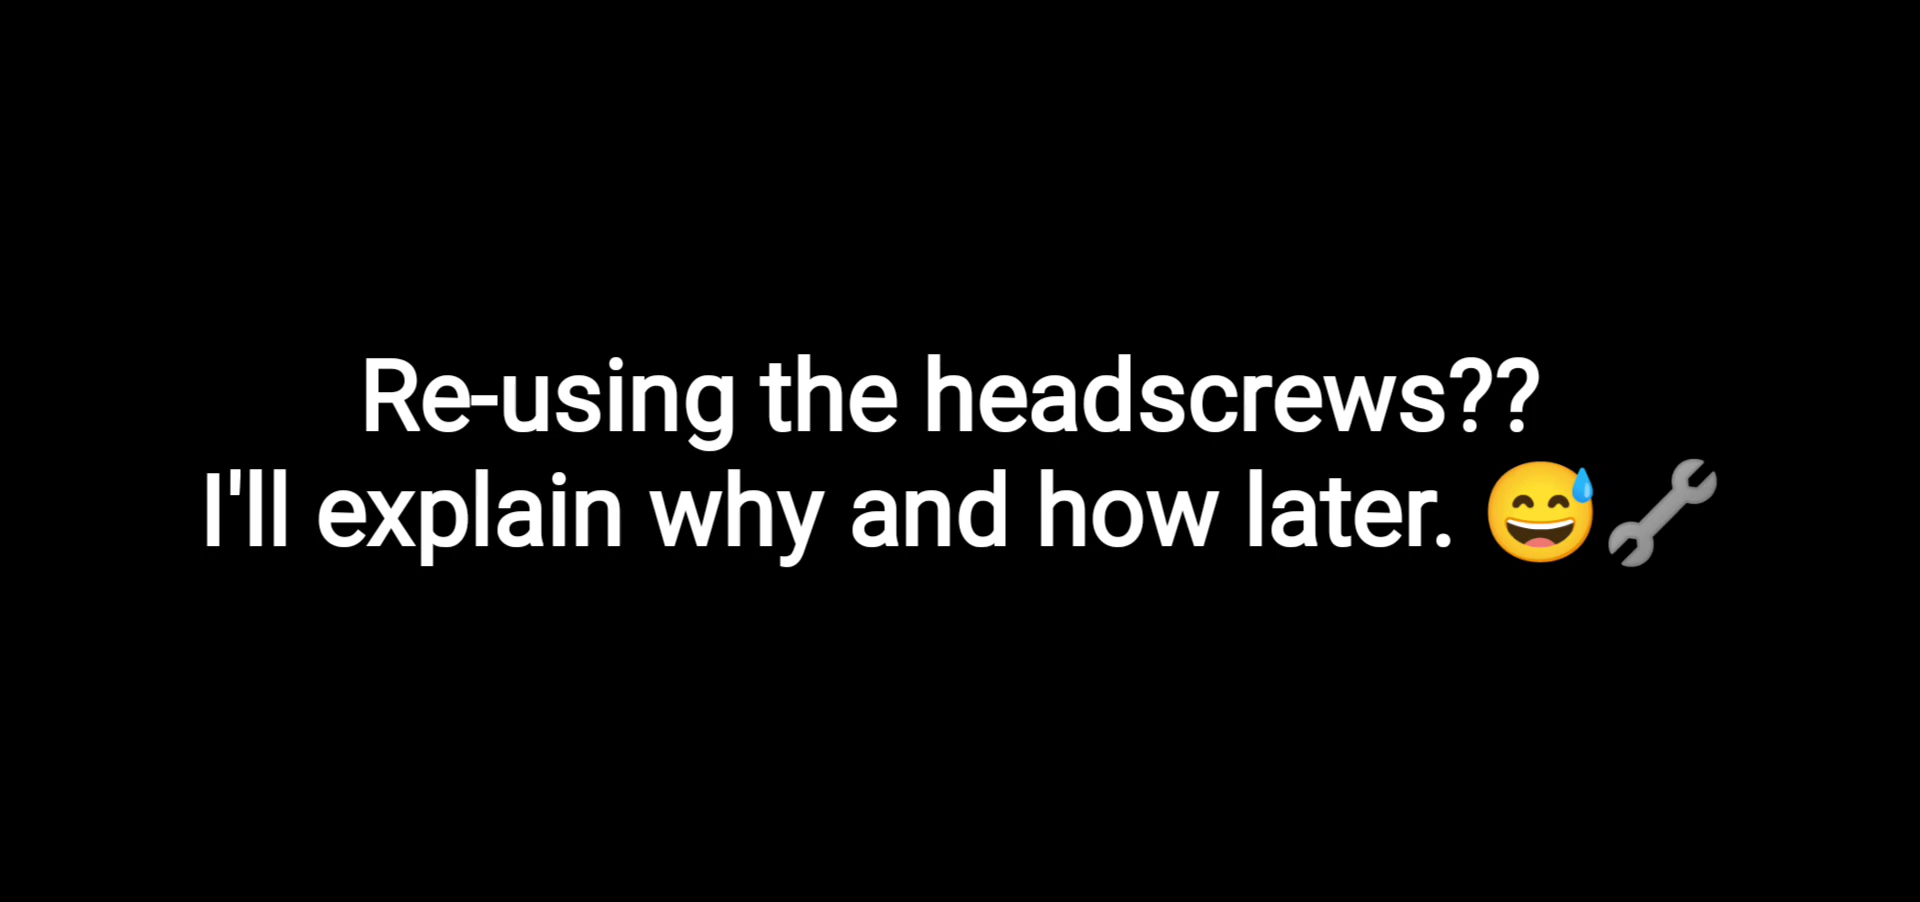 Re-using the headscrews??
I'll explain why and how later. 😅🔧